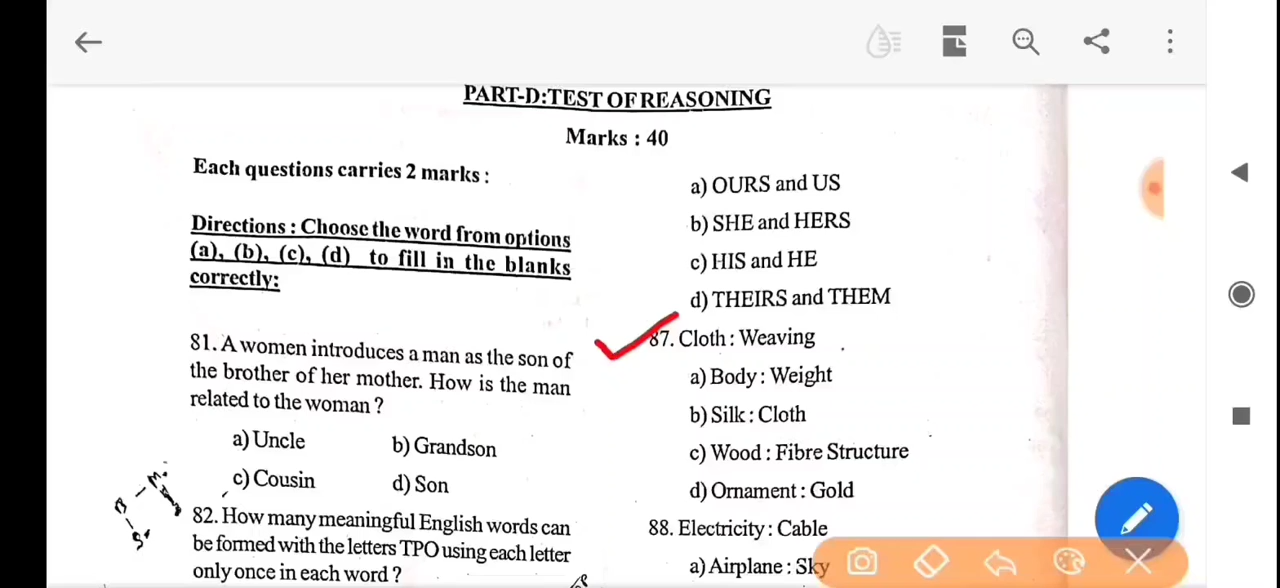 PART-D:TEST OF REASONING
Marks : 40
Each questions carries 2 marks :
Directions : Choose the word from options
(a), (b), (c), (d) to fill in the blanks
correctly:
81. A women introduces a man as the son of
the brother of her mother. How is the man
related to the woman ?
a) Uncle b) Grandson
c) Cousin d) Son
82. How many meaningful English words can
be formed with the letters TPO using each letter
only once in each word ?
a) OURS and US
b) SHE and HERS
c) HIS and HE
d) THEIRS and THEM
87. Cloth : Weaving
a) Body : Weight
b) Silk : Cloth
c) Wood : Fibre Structure
d) Ornament : Gold
88. Electricity : Cable
a) Airplane : Sky